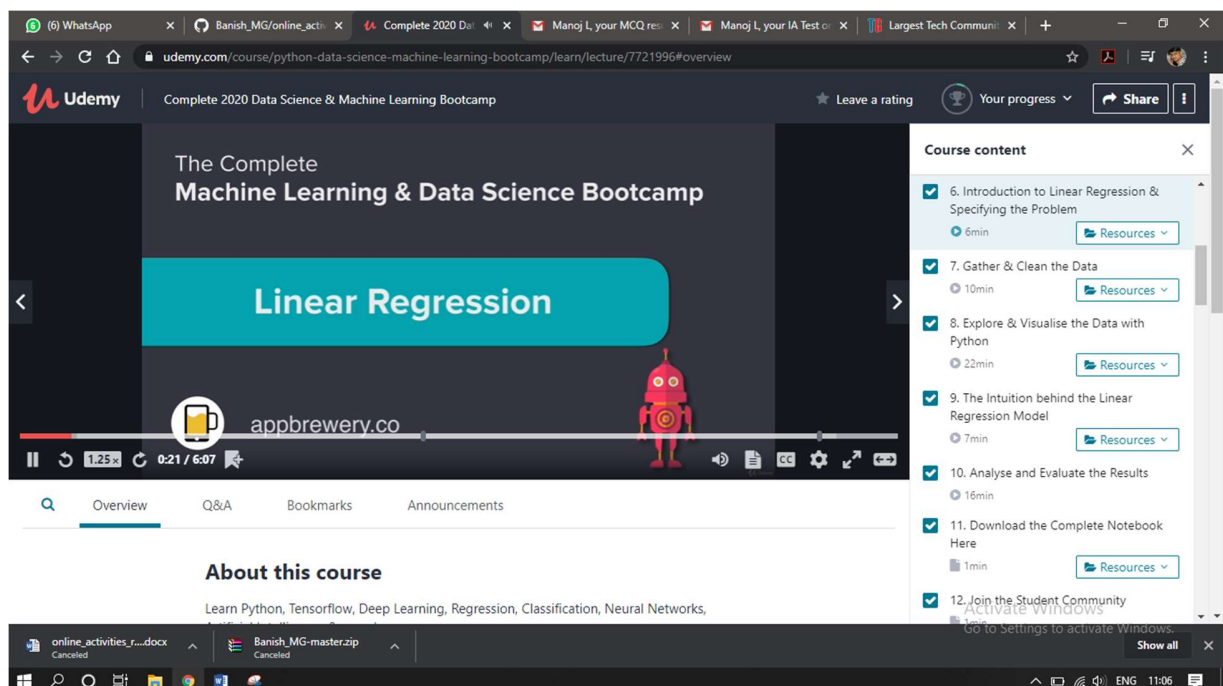 (6) WhatsApp
Banish_MG/online_activ
Complete 2020 Dat
Manoj L, your MCQ res
Manoj L, your IA Test on
Largest Tech Communit
udemy.com/course/python-data-science-machine-learning-bootcamp/learn/lecture/7721996#overview
Udemy
Complete 2020 Data Science & Machine Learning Bootcamp
Leave a rating
Your progress
Share
The Complete
Machine Learning & Data Science Bootcamp
Linear Regression
appbrewery.co
1.25x
0:21 / 6:07
CC
Course content
6. Introduction to Linear Regression &
Specifying the Problem
6min
Resources
7. Gather & Clean the Data
10min
Resources
8. Explore & Visualise the Data with
Python
22min
Resources
9. The Intuition behind the Linear
Regression Model
7min
Resources
10. Analyse and Evaluate the Results
16min
11. Download the Complete Notebook
Here
1min
Resources
12. Join the Student Community
1min
Overview
Q&A
Bookmarks
Announcements
About this course
Learn Python, Tensorflow, Deep Learning, Regression, Classification, Neural Networks,
Activate Windows
Go to Settings to activate Windows.
online_activities_r....docx
Canceled
Banish_MG-master.zip
Canceled
Show all
ENG
11:06